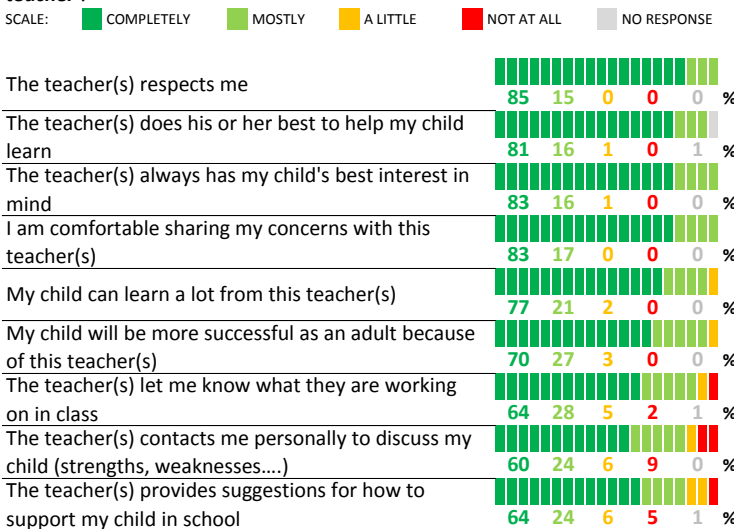 teacher?
SCALE: COMPLETELY MOSTLY A LITTLE NOT AT ALL NO RESPONSE
The teacher(s) respects me
85 15 0 0 0 %
The teacher(s) does his or her best to help my child
learn
81 16 1 0 1 %
The teacher(s) always has my child's best interest in
mind
83 16 1 0 0 %
I am comfortable sharing my concerns with this
teacher(s)
83 17 0 0 0 %
My child can learn a lot from this teacher(s)
77 21 2 0 0 %
My child will be more successful as an adult because
of this teacher(s)
70 27 3 0 0 %
The teacher(s) let me know what they are working
on in class
64 28 5 2 1 %
The teacher(s) contacts me personally to discuss my
child (strengths, weaknesses....)
60 24 6 9 0 %
The teacher(s) provides suggestions for how to
support my child in school
64 24 6 5 1 %